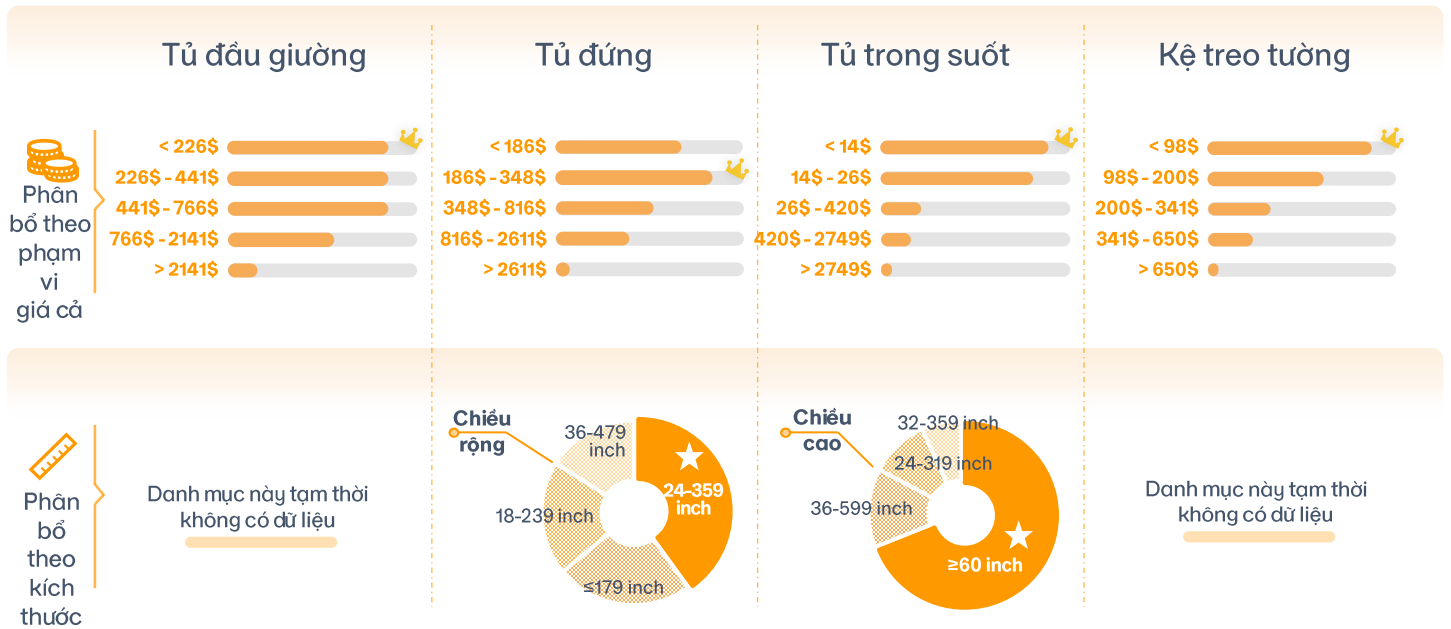 Tủ đầu giường
Tủ đứng
Tủ trong suốt
Kệ treo tường
Phân
bổ theo
phạm
vi
giá cả
< 226$
226$ - 441$
441$ - 766$
766$ - 2141$
> 2141$
< 186$
186$ - 348$
348$ - 816$
816$ - 2611$
> 2611$
< 14$
14$ - 26$
26$ - 420$
420$ - 2749$
> 2749$
< 98$
98$ - 200$
200$ - 341$
341$ - 650$
> 650$
Phân
bổ
theo
kích
thước
Danh mục này tạm thời
không có dữ liệu
Chiều
rộng
36-479
inch
24-359
inch
18-239 inch
≤179 inch
Chiều
cao
32-359 inch
24-319 inch
36-599 inch
≥60 inch
Danh mục này tạm thời
không có dữ liệu